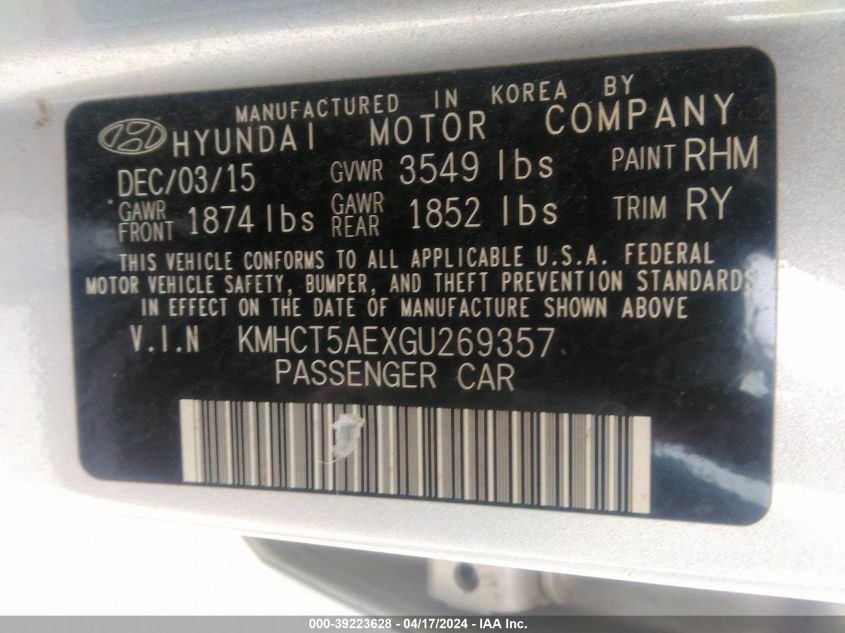 MANUFACTURED IN KOREA BY
HYUNDAI MOTOR COMPANY
DEC/03/15 GVWR 3549 lbs PAINT RHM
GAWR FRONT 1874 lbs GAWR REAR 1852 lbs TRIM RY
THIS VEHICLE CONFORMS TO ALL APPLICABLE U.S.A. FEDERAL
MOTOR VEHICLE SAFETY, BUMPER, AND THEFT PREVENTION STANDARDS
IN EFFECT ON THE DATE OF MANUFACTURE SHOWN ABOVE
V.I.N KMHCT5AEXGU269357
PASSENGER CAR
000-39223628 - 04/17/2024 - IAAI.com